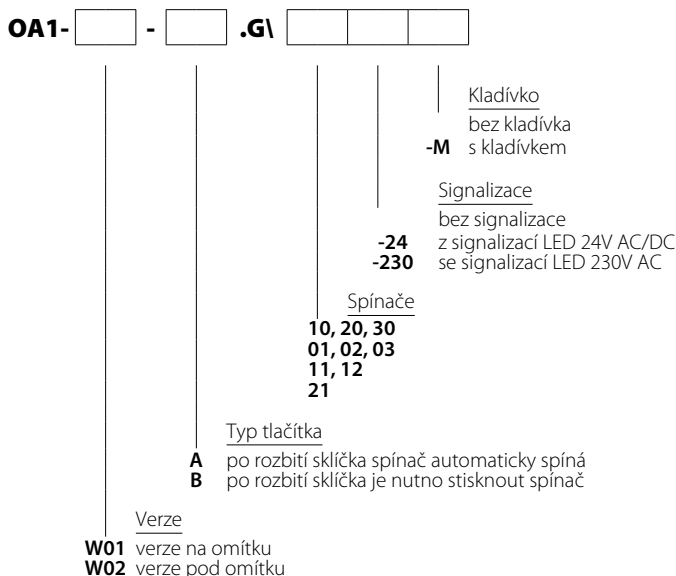 OA1- - .G\
Kladívko
bez kladívka
-M s kladívkem
Signalizace
bez signalizace
-24 z signalizací LED 24V AC/DC
-230 se signalizací LED 230V AC
Spínače
10, 20, 30
01, 02, 03
11, 12
21
Typ tlačítka
A po rozbití sklíčka spínač automaticky spíná
B po rozbití sklíčka je nutno stisknout spínač
Verze
W01 verze na omítku
W02 verze pod omítku